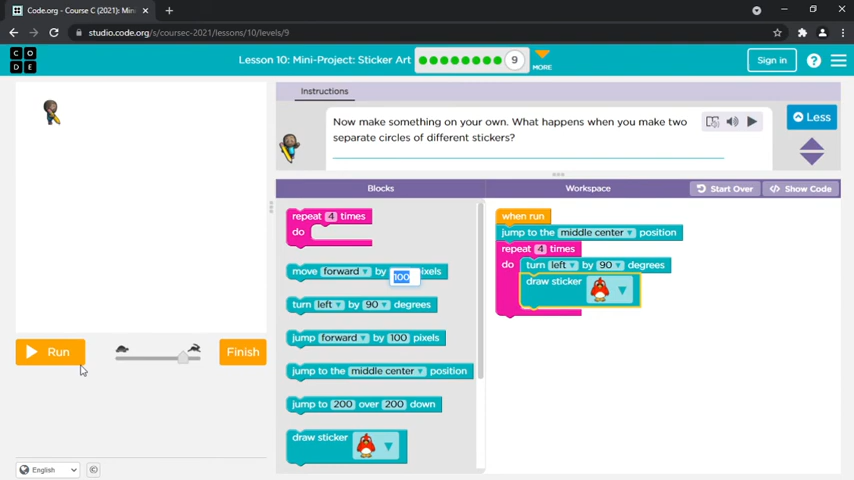 Code.org - Course C (2021): Min
studio.code.org/s/coursec-2021/lessons/10/levels/9
C O
D E
Lesson 10: Mini-Project: Sticker Art
9
MORE
Sign in
?
Instructions
Now make something on your own. What happens when you make two
separate circles of different stickers?
Less
Blocks
Workspace
Start Over
</> Show Code
repeat 4 times
do
move forward by 100 pixels
turn left by 90 degrees
jump forward by 100 pixels
jump to the middle center position
jump to 200 over 200 down
draw sticker
when run
jump to the middle center position
repeat 4 times
do turn left by 90 degrees
draw sticker
Run
Finish
English
©